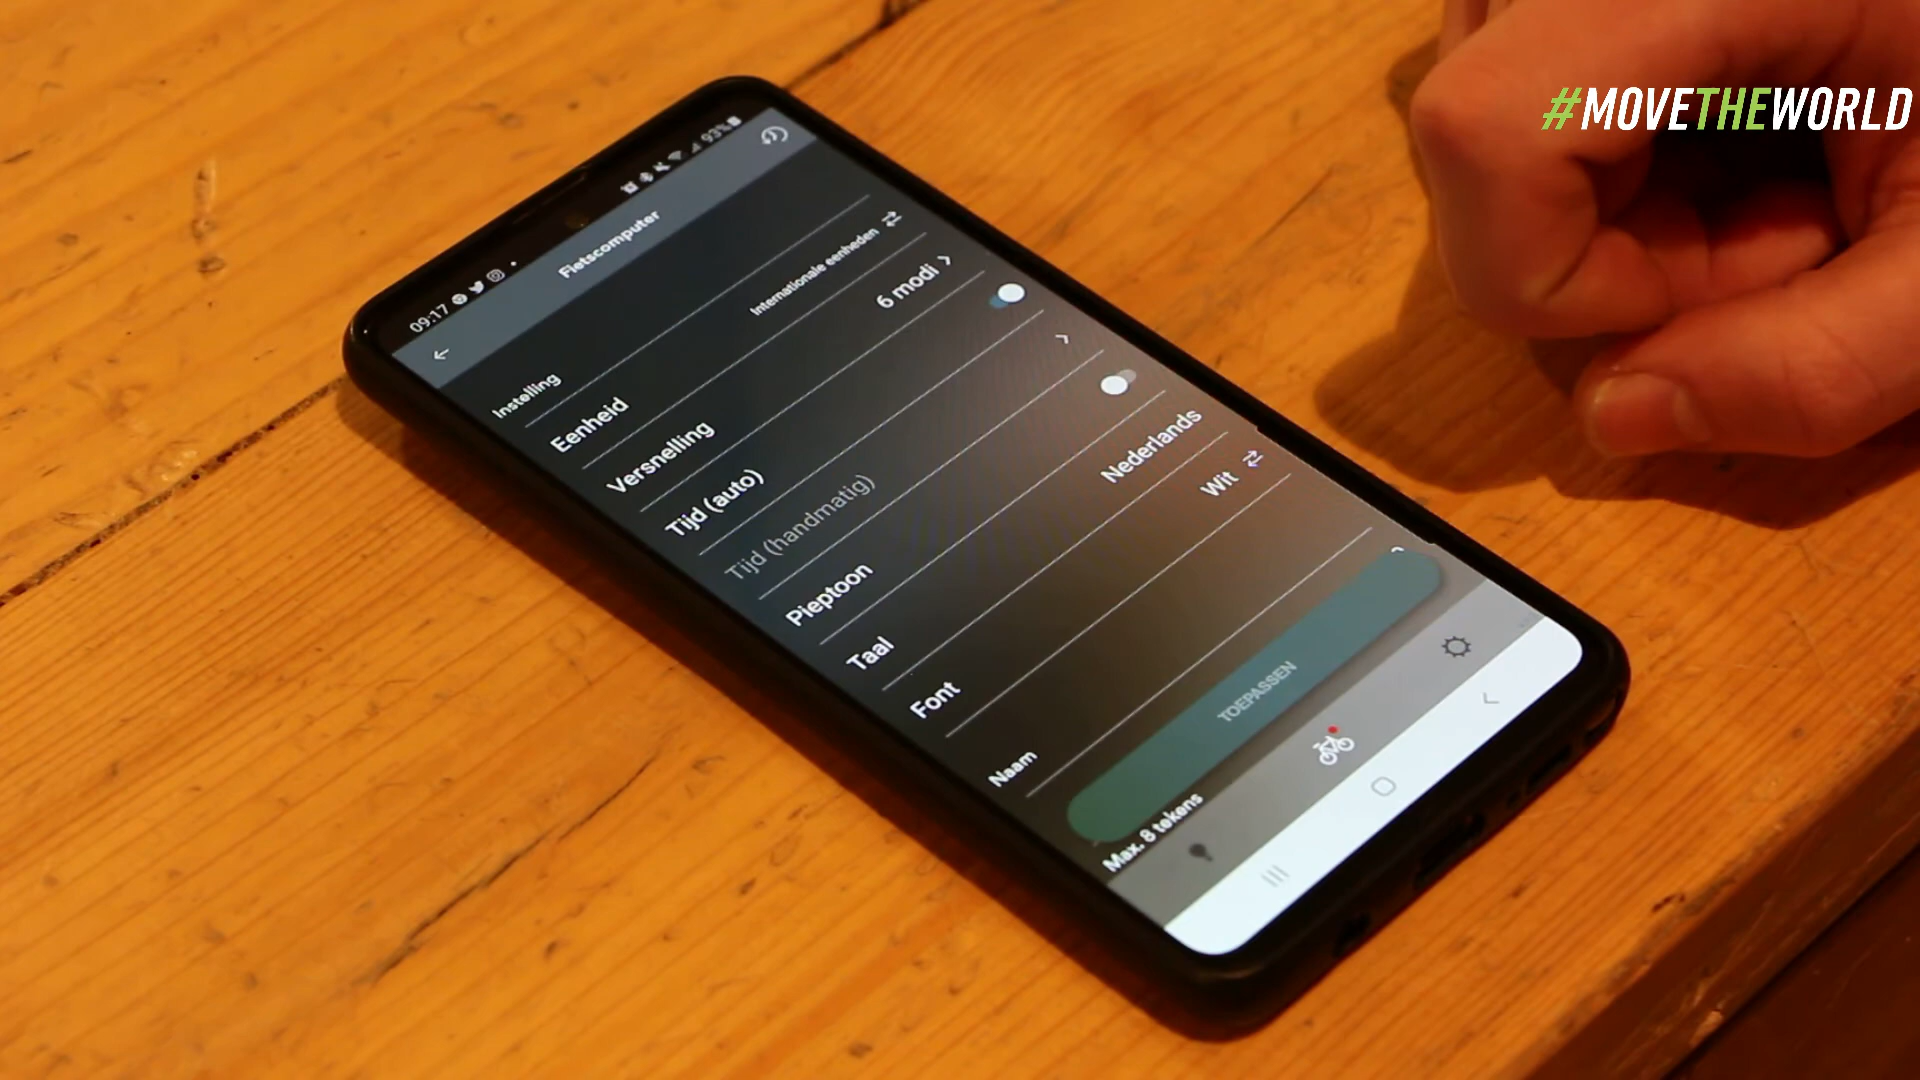 #MOVETHEWORLD
09:17
93%
Fietscomputer
Instelling
Eenheid
Internationale eenheden
Versnelling
6 modi
Tijd (auto)
Tijd (handmatig)
Pieptoon
Taal
Nederlands
Font
Wit
Naam
TOEPASSEN
Max. 8 tekens